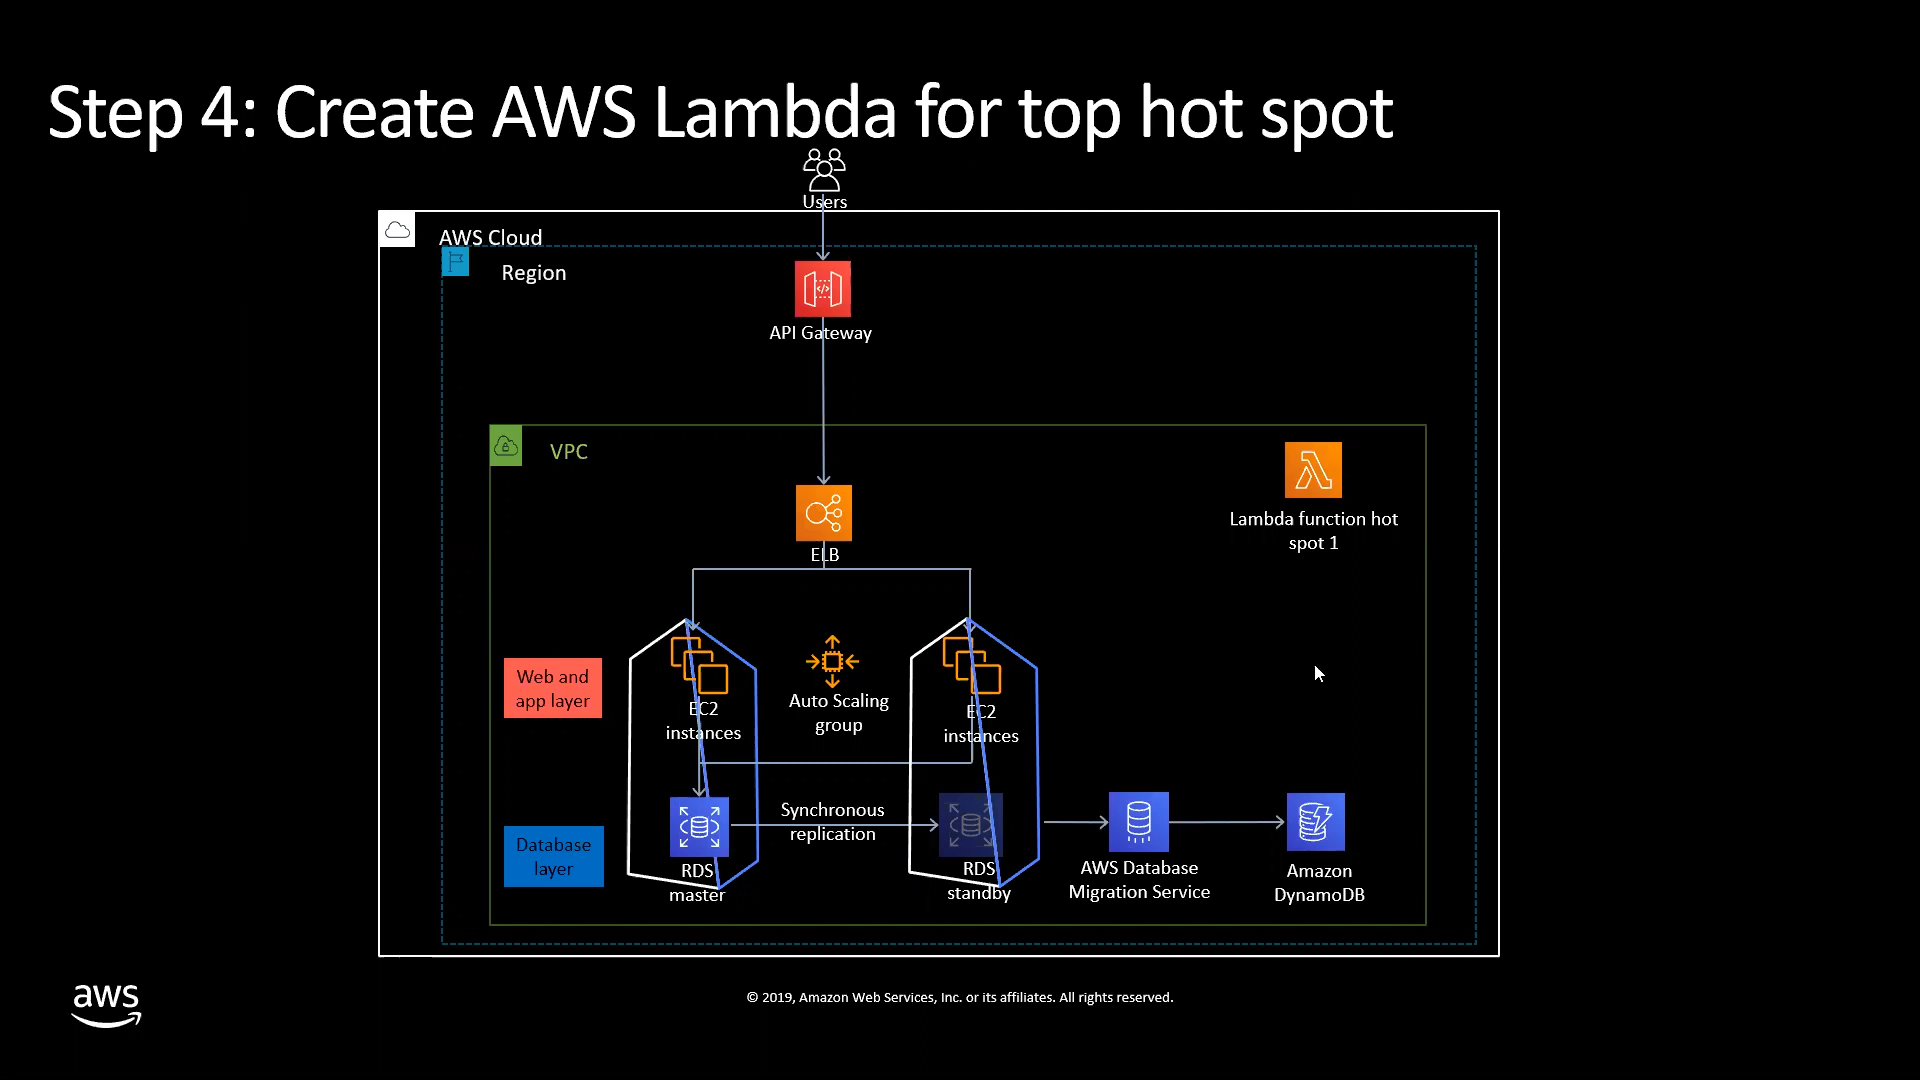 Step 4: Create AWS Lambda for top hot spot
Users
AWS Cloud
Region
API Gateway
VPC
ELB
Lambda function hot
spot 1
Web and
app layer
EC2
instances
Auto Scaling
group
EC2
instances
Synchronous
replication
Database
layer
RDS
master
RDS
standby
AWS Database
Migration Service
Amazon
DynamoDB
aws
© 2019, Amazon Web Services, Inc. or its affiliates. All rights reserved.